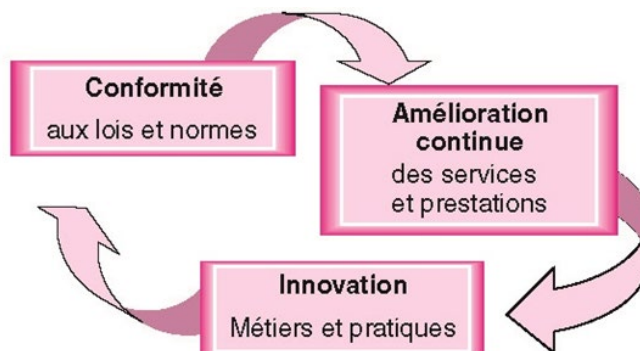 Conformité
aux lois et normes
Amélioration
continue
des services
et prestations
Innovation
Métiers et pratiques